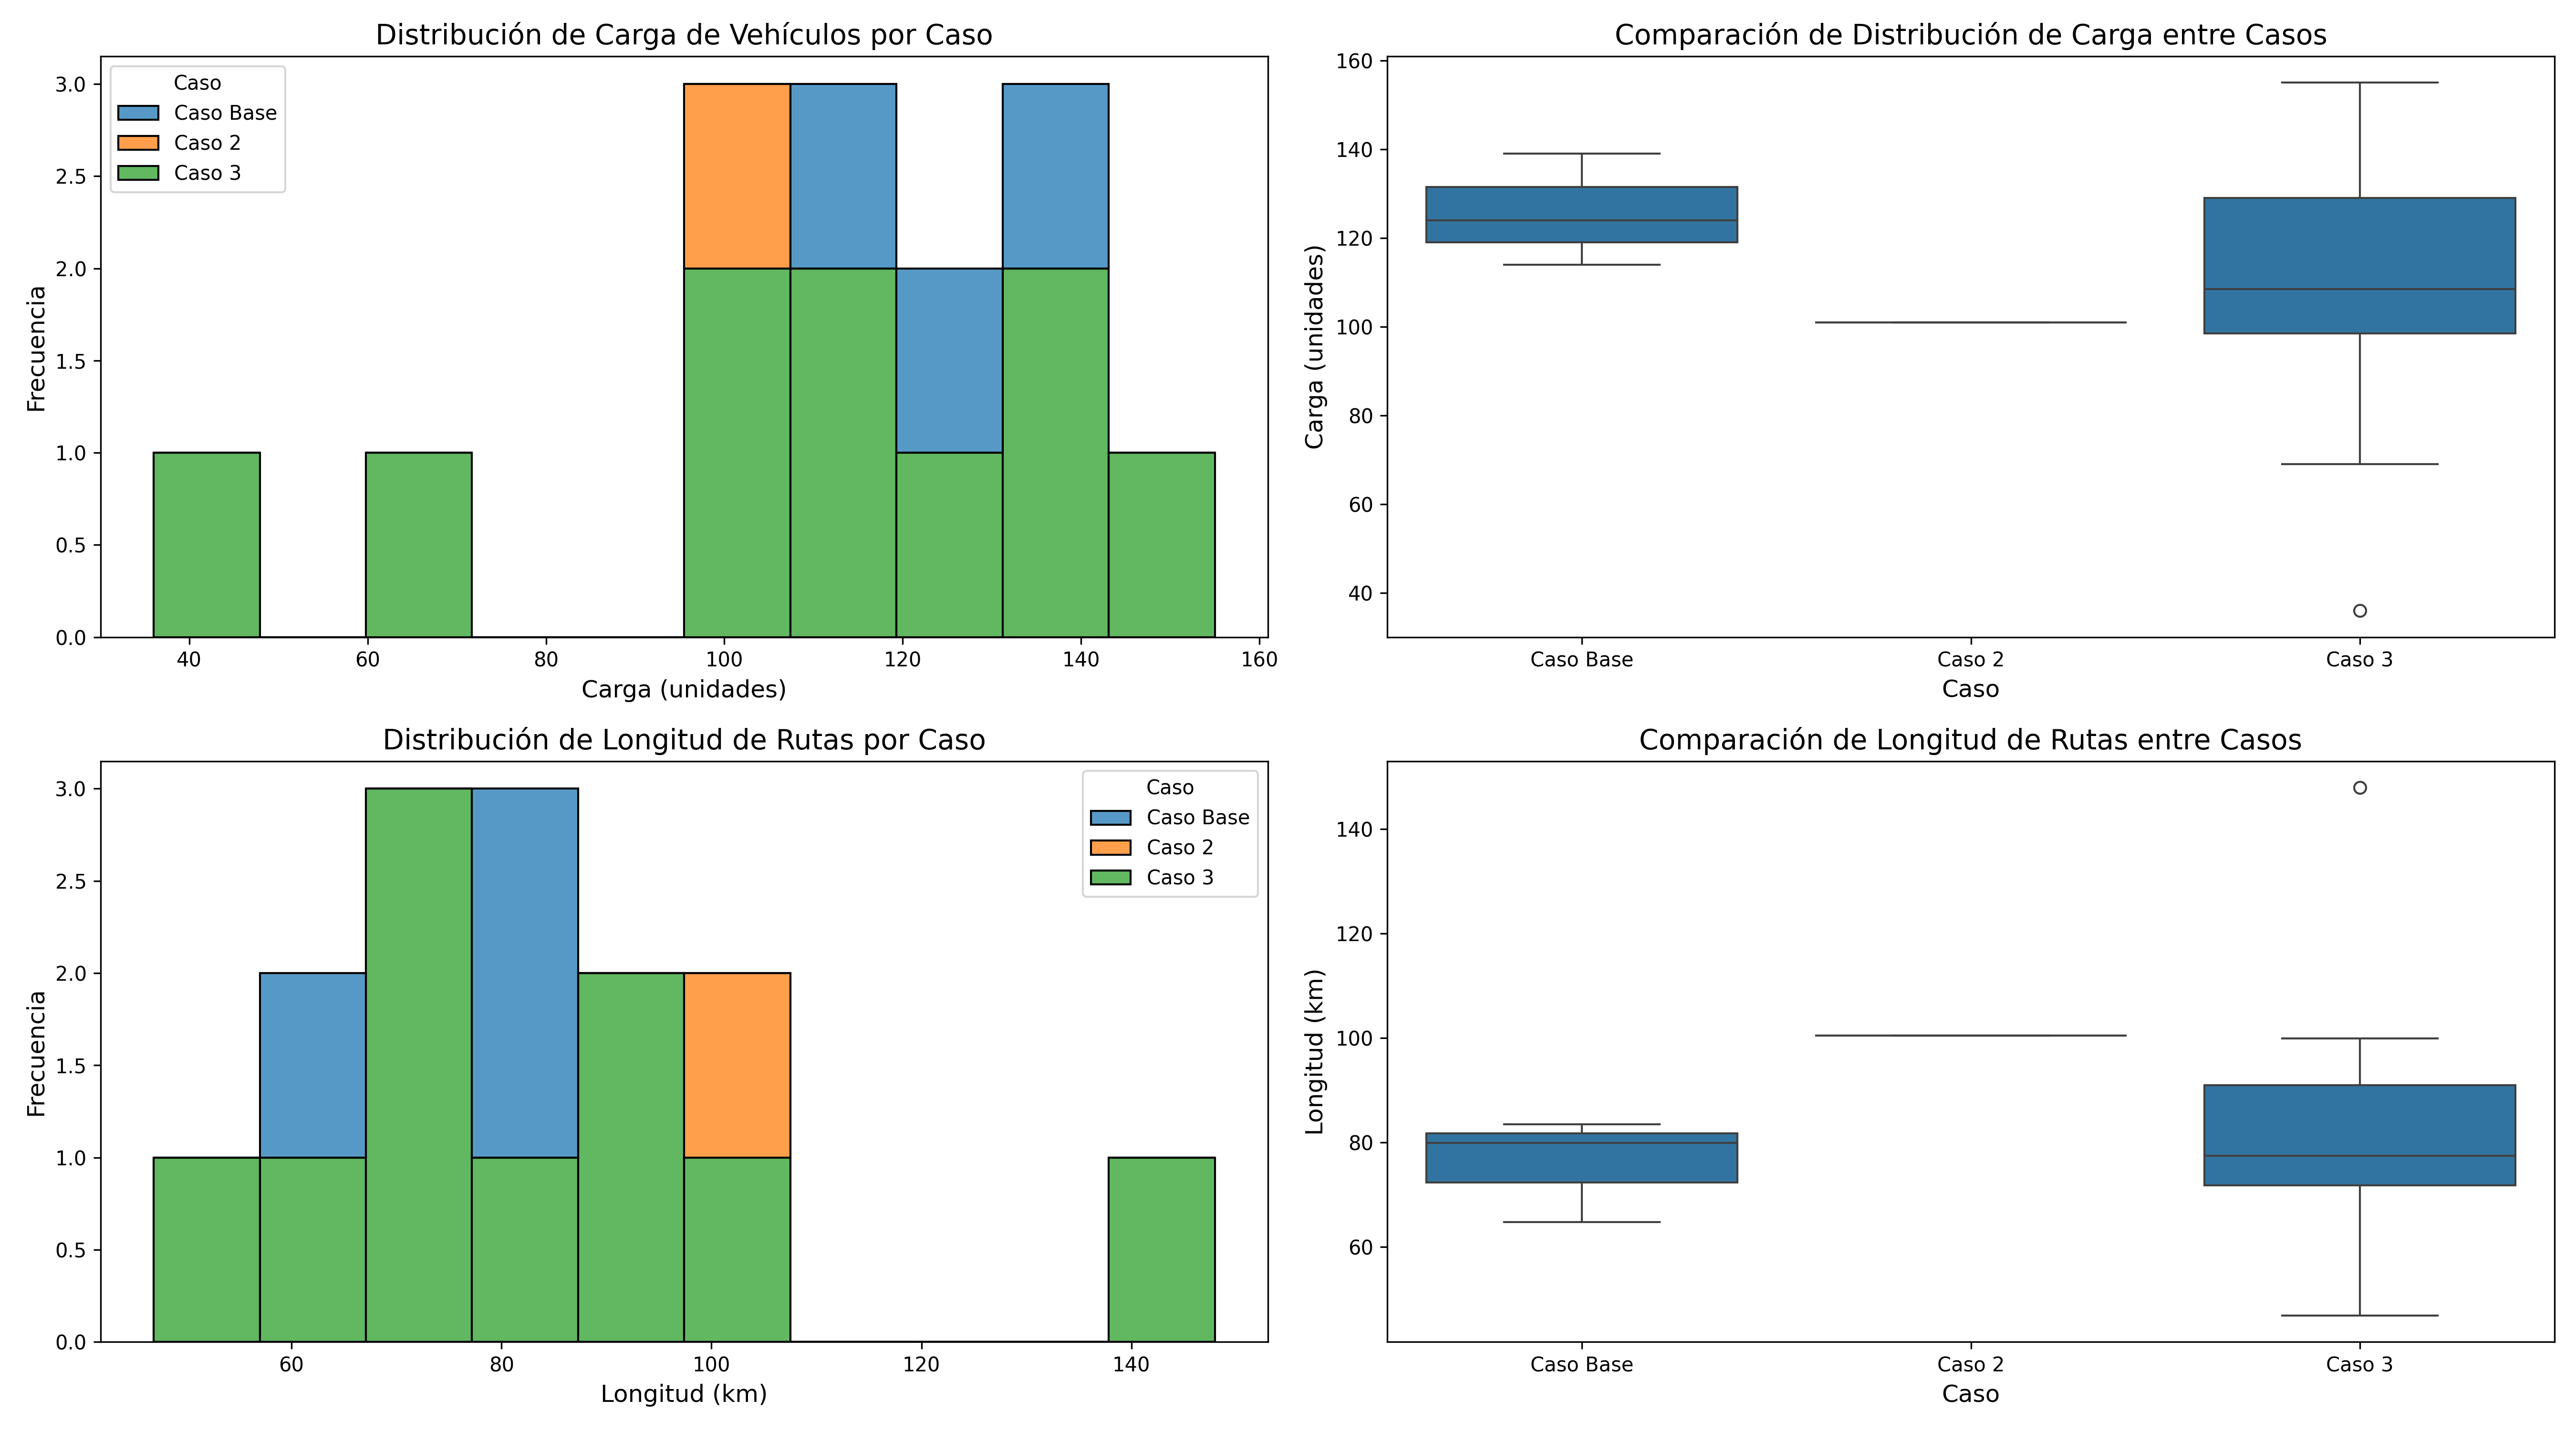 Distribución de Carga de Vehículos por Caso
Caso
Caso Base
Caso 2
Caso 3
3.0
2.5
2.0
1.5
1.0
0.5
0.0
Frecuencia
40 60 80 100 120 140 160
Carga (unidades)
Comparación de Distribución de Carga entre Casos
160
140
120
100
80
60
40
Carga (unidades)
Caso Base Caso 2 Caso 3
Caso
Distribución de Longitud de Rutas por Caso
Caso
Caso Base
Caso 2
Caso 3
3.0
2.5
2.0
1.5
1.0
0.5
0.0
Frecuencia
60 80 100 120 140
Longitud (km)
Comparación de Longitud de Rutas entre Casos
140
120
100
80
60
Longitud (km)
Caso Base Caso 2 Caso 3
Caso